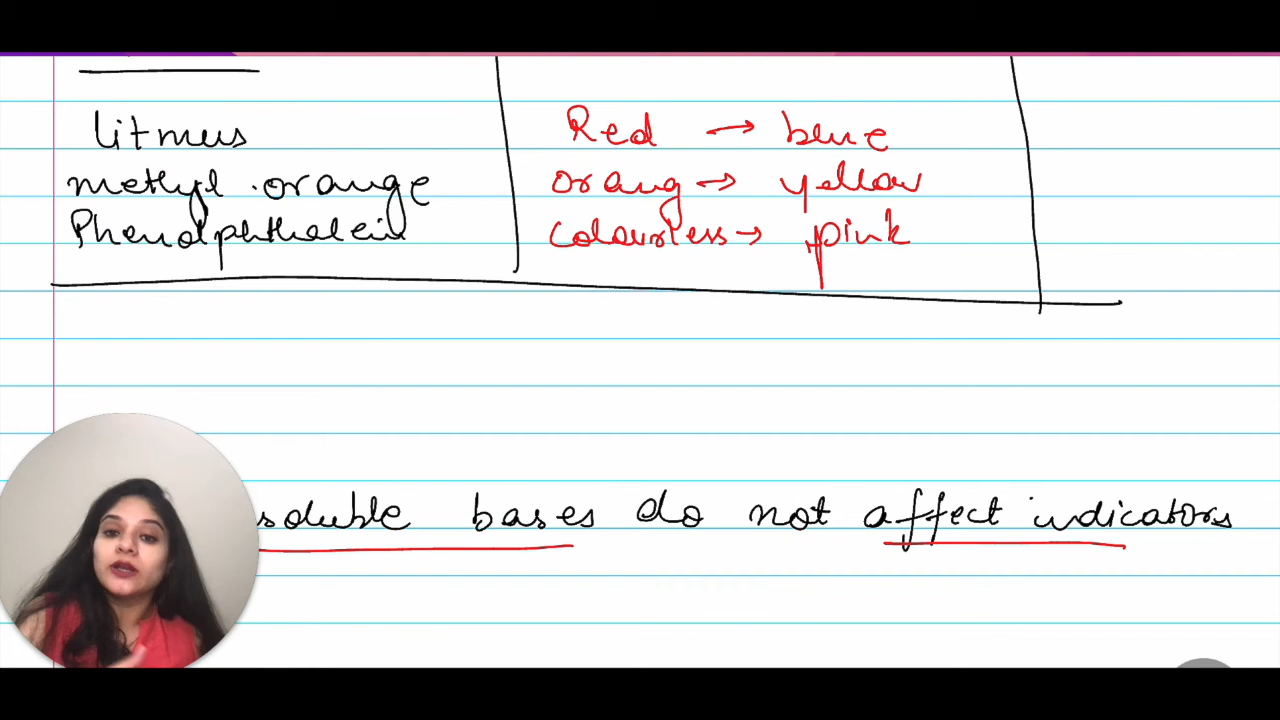 litmus Red → blue
methyl orange orang → yellow
Phenolphthalein colourless → pink
soluble bases do not affect indicators